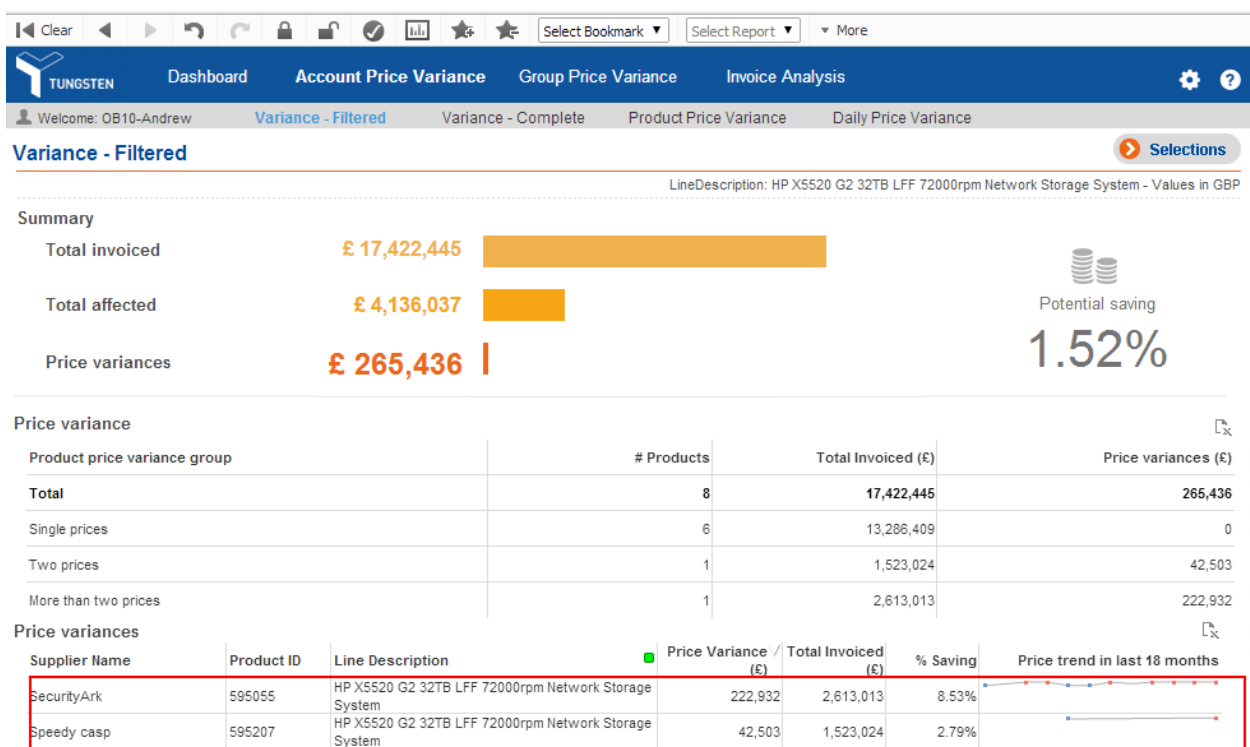 Clear Select Bookmark ▼ Select Report ▼ ▼ More
TUNGSTEN Dashboard Account Price Variance Group Price Variance Invoice Analysis ?
Welcome: OB10-Andrew Variance - Filtered Variance - Complete Product Price Variance Daily Price Variance
Variance - Filtered Selections
LineDescription: HP X5520 G2 32TB LFF 72000rpm Network Storage System - Values in GBP
Summary
Total invoiced £ 17,422,445
Total affected £ 4,136,037
Potential saving
Price variances £ 265,436 1.52%
Price variance
Product price variance group # Products Total Invoiced (£) Price variances (£)
Total 8 17,422,445 265,436
Single prices 6 13,286,409 0
Two prices 1 1,523,024 42,503
More than two prices 1 2,613,013 222,932
Price variances
Supplier Name Product ID Line Description Price Variance (£) Total Invoiced (£) % Saving Price trend in last 18 months
SecurityArk 595055 HP X5520 G2 32TB LFF 72000rpm Network Storage System 222,932 2,613,013 8.53%
Speedy casp 595207 HP X5520 G2 32TB LFF 72000rpm Network Storage System 42,503 1,523,024 2.79%